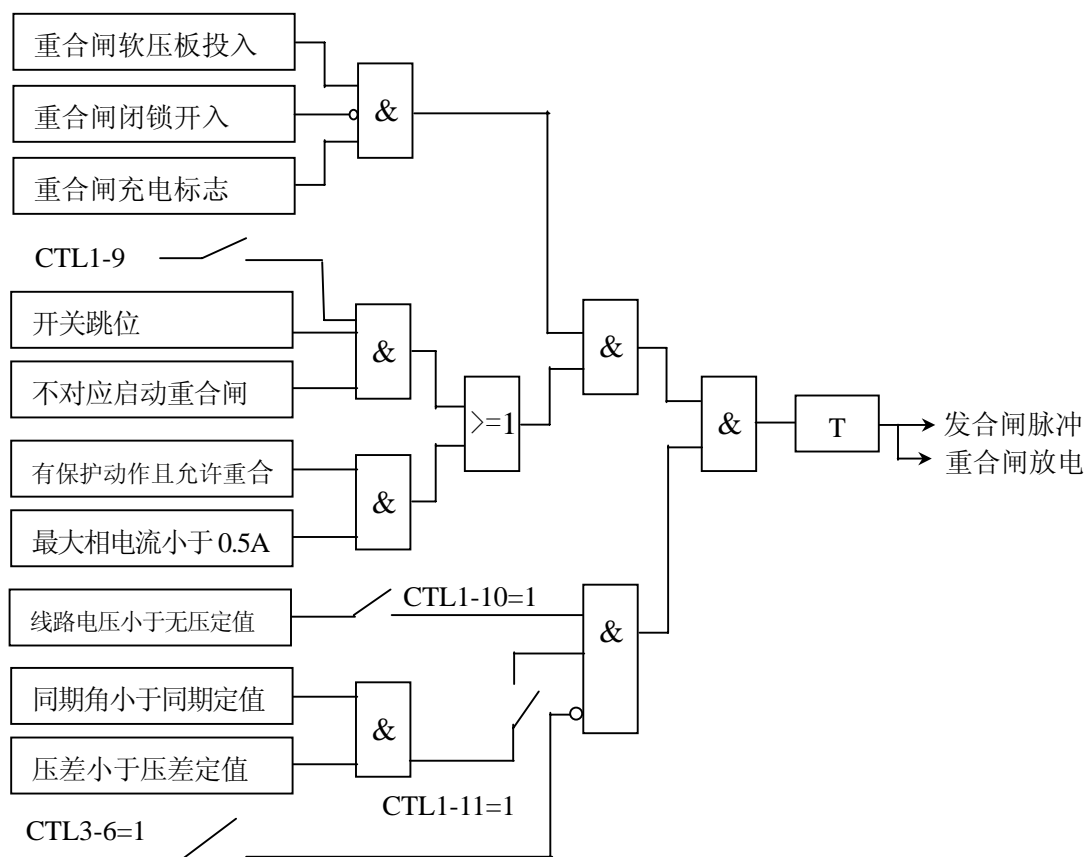 重合闸软压板投入
重合闸闭锁开入
&
重合闸充电标志
CTL1-9
开关跳位
&
不对应启动重合闸
&
>=1
&
T
发合闸脉冲
重合闸放电
有保护动作且允许重合
&
最大相电流小于 0.5A
线路电压小于无压定值
CTL1-10=1
&
同期角小于同期定值
&
压差小于压差定值
CTL1-11=1
CTL3-6=1